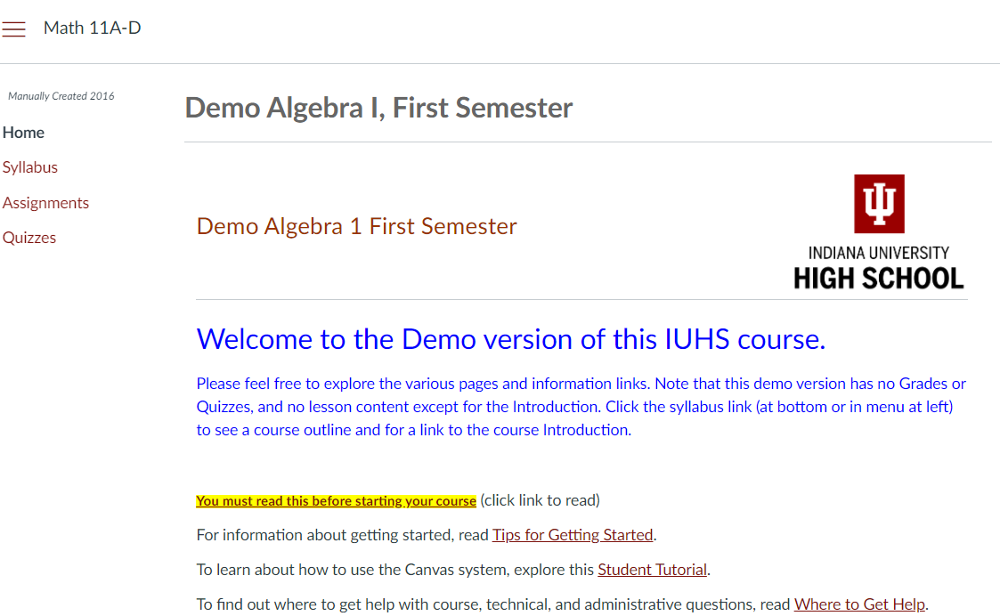 Math 11A-D
Manually Created 2016
Home
Syllabus
Assignments
Quizzes
Demo Algebra I, First Semester
Demo Algebra 1 First Semester
INDIANA UNIVERSITY
HIGH SCHOOL
Welcome to the Demo version of this IUHS course.
Please feel free to explore the various pages and information links. Note that this demo version has no Grades or
Quizzes, and no lesson content except for the Introduction. Click the syllabus link (at bottom or in menu at left)
to see a course outline and for a link to the course Introduction.
You must read this before starting your course (click link to read)
For information about getting started, read Tips for Getting Started.
To learn about how to use the Canvas system, explore this Student Tutorial.
To find out where to get help with course, technical, and administrative questions, read Where to Get Help.